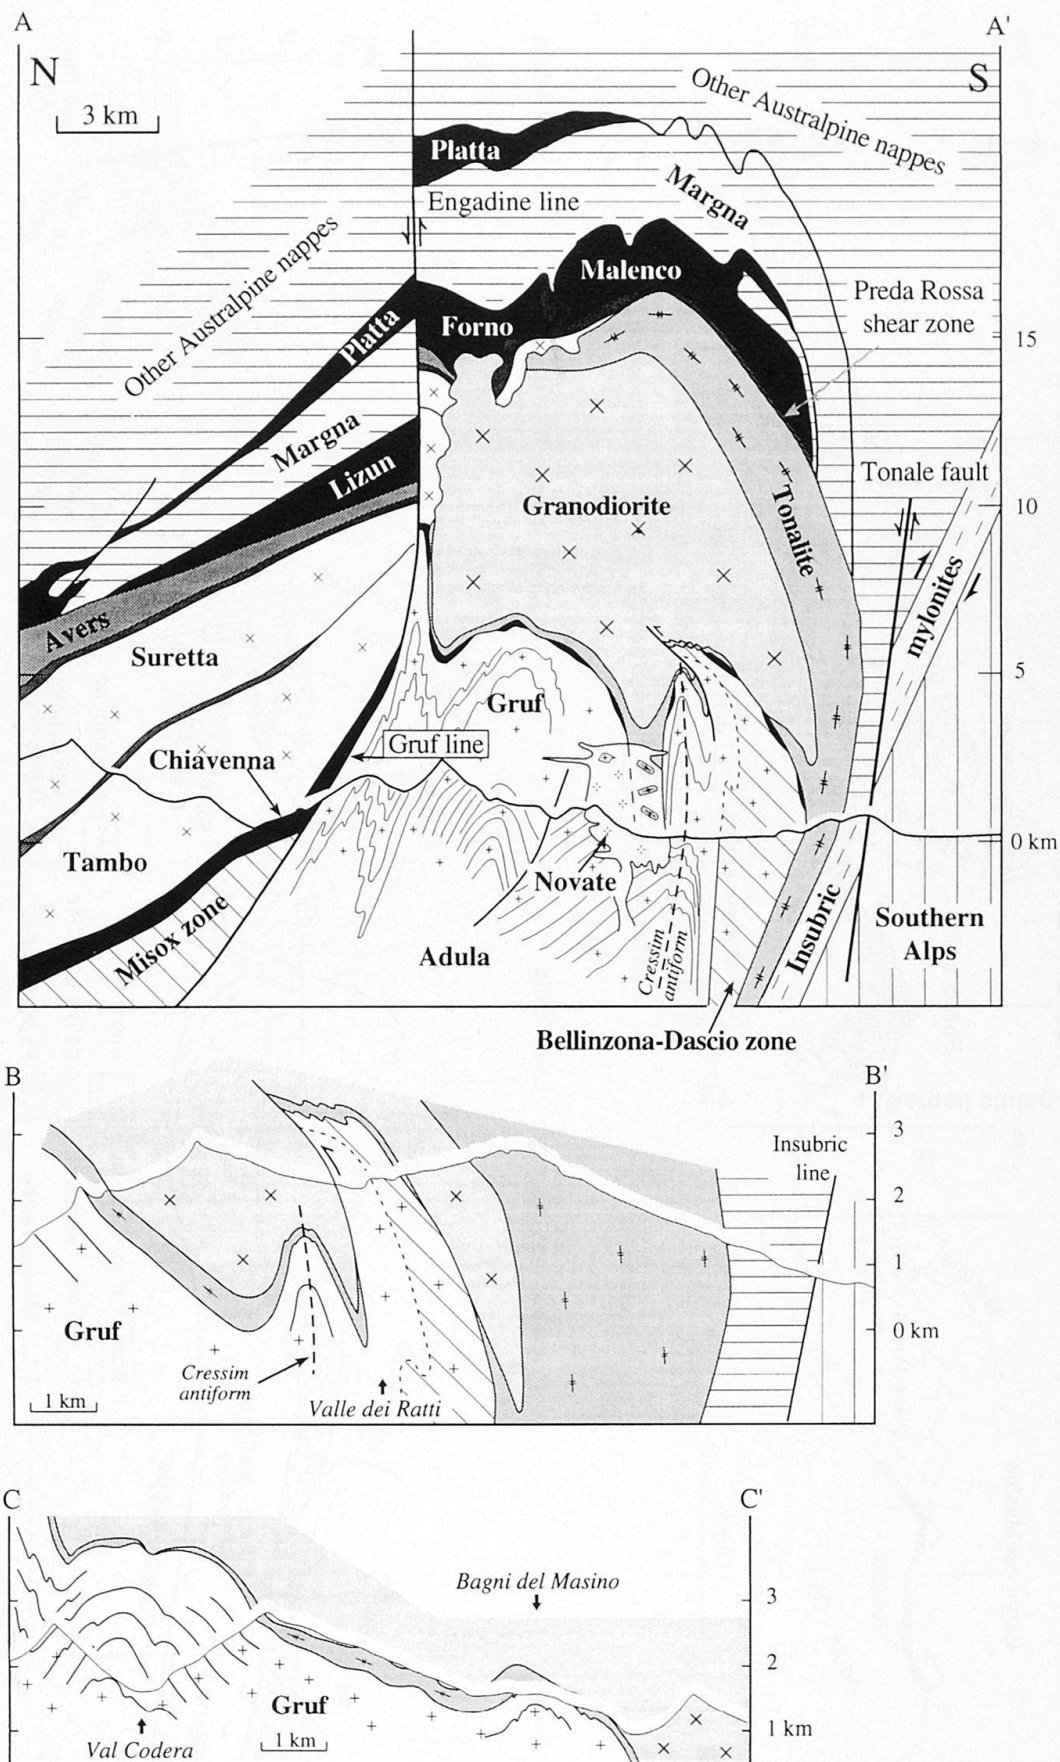 A
A'
N
S
3 km
Other Australpine nappes
Platta
Margna
Engadine line
Other Australpine nappes
Malenco
Preda Rossa
shear zone
Forno
Platta
15
Margna
Lizun
Tonale fault
Granodiorite
10
Tonalite
mylonites
Avers
Suretta
5
Gruf
Gruf line
Chiavenna
0 km
Tambo
Novate
Misox zone
Adula
Cressim
antiform
Insubric
Southern
Alps
Bellinzona-Dascio zone
B
B'
3
Insubric
line
2
1
0 km
Gruf
Cressim
antiform
Valle dei Ratti
1 km
C
C'
Bagni del Masino
3
2
Gruf
1 km
1 km
Val Codera